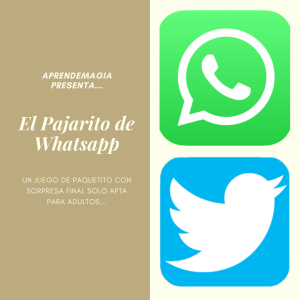 APRENDEMAGIA
PRESENTA...
El Pajarito de
Whatsapp
UN JUEGO DE PAQUETITO CON
SORPRESA FINAL SOLO APTA
PARA ADULTOS...